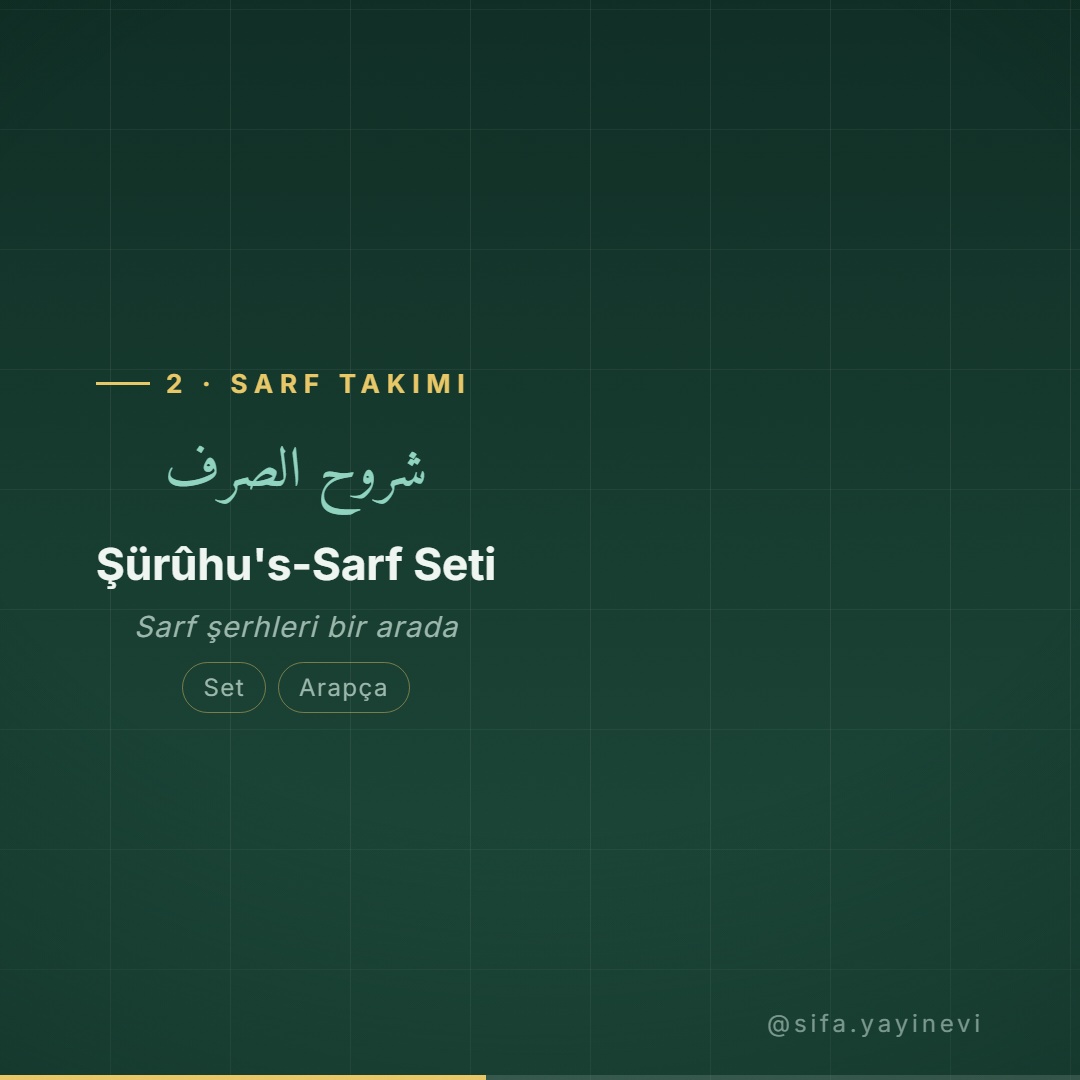 2 · SARF TAKIMI
شروح الصرف
Şürûhu's-Sarf Seti
Sarf şerhleri bir arada
Set Arapça
@sifa.yayinevi